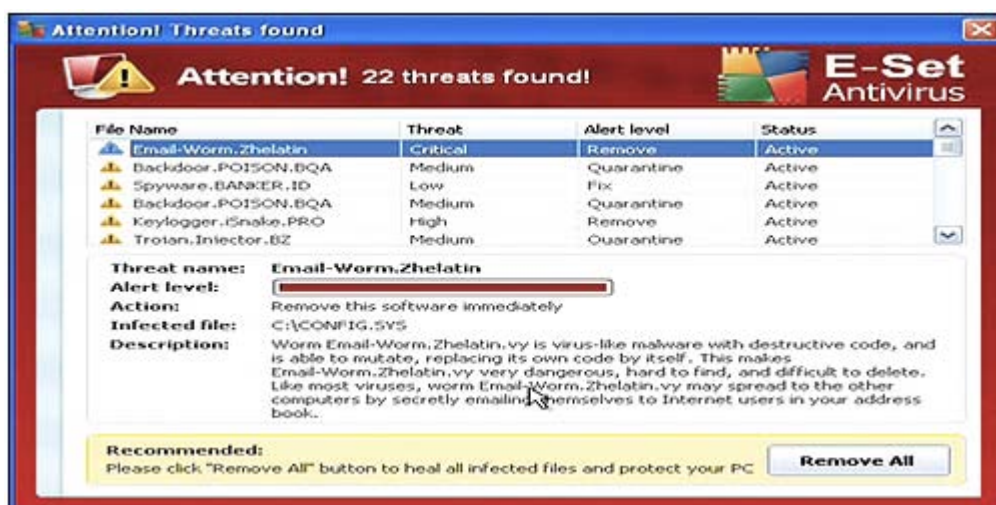 Attention! Threats found
Attention! 22 threats found!
E-Set
Antivirus
File Name Threat Alert level Status
Email-Worm.Zhelatin Critical Remove Active
Backdoor.POISON.BQA Medium Quarantine Active
Spyware.BANKER.ID Low Fix Active
Backdoor.POISON.BQA Medium Quarantine Active
Keylogger.iSnake.PRO High Remove Active
Trojan.Injector.BZ Medium Quarantine Active
Threat name: Email-Worm.Zhelatin
Alert level:
Action: Remove this software immediately
Infected file: C:\CONFIG.SYS
Description: Worm Email-Worm.Zhelatin.vy is virus-like malware with destructive code, and
is able to mutate, replacing its own code by itself. This makes
Email-Worm.Zhelatin.vy very dangerous, hard to find, and difficult to delete.
Like most viruses, worm Email-Worm.Zhelatin.vy may spread to the other
computers by secretly emailing themselves to Internet users in your address
book.
Recommended:
Please click "Remove All" button to heal all infected files and protect your PC
Remove All